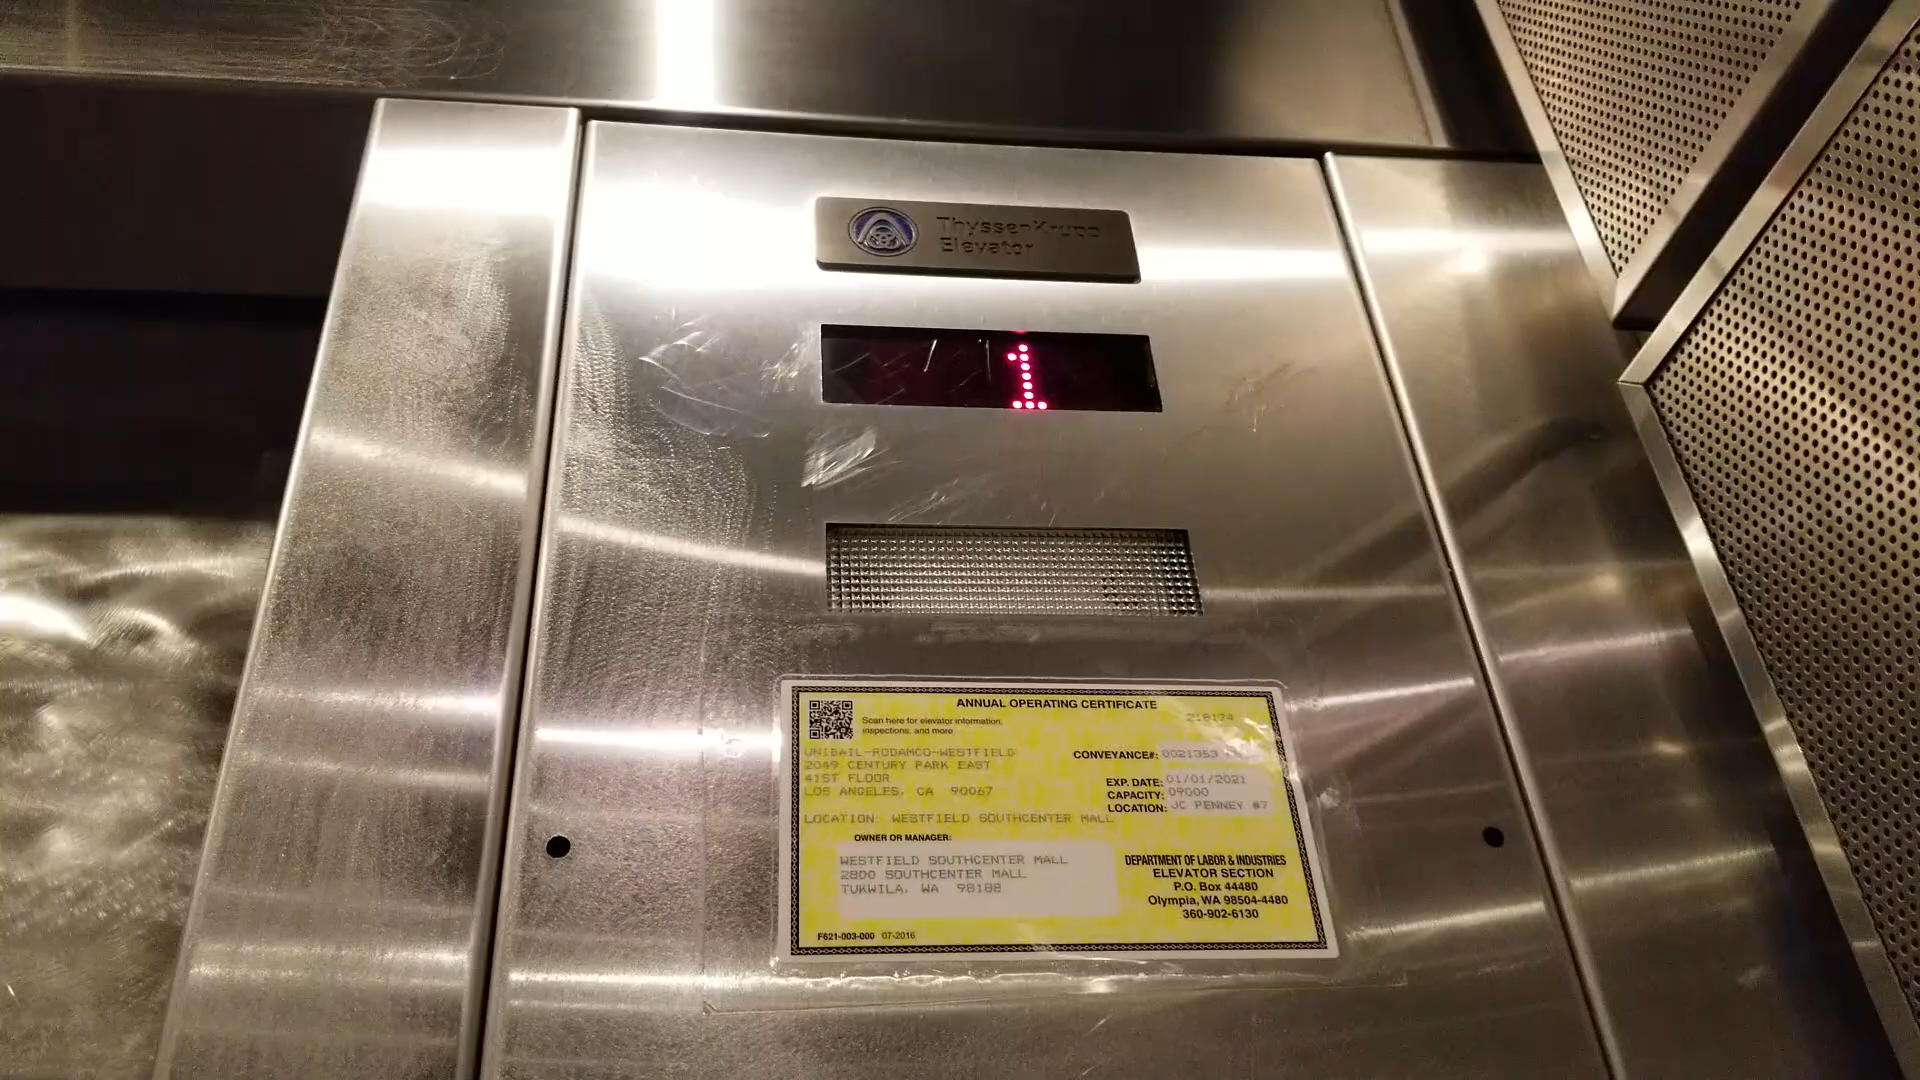 ThyssenKrupp
Elevator
1
ANNUAL OPERATING CERTIFICATE
218174
Scan here for elevator information,
inspections, and more
UNIBAIL-RODAMCO-WESTFIELD
2049 CENTURY PARK EAST
41ST FLOOR
LOS ANGELES, CA 90067
CONVEYANCE#: 0021353
EXP. DATE: 01/01/2021
CAPACITY: 09000
LOCATION: JC PENNEY #7
LOCATION: WESTFIELD SOUTHCENTER MALL
OWNER OR MANAGER:
WESTFIELD SOUTHCENTER MALL
2800 SOUTHCENTER MALL
TUKWILA, WA 98188
DEPARTMENT OF LABOR & INDUSTRIES
ELEVATOR SECTION
P.O. Box 44480
Olympia, WA 98504-4480
360-902-6130
F621-003-000 07-2016